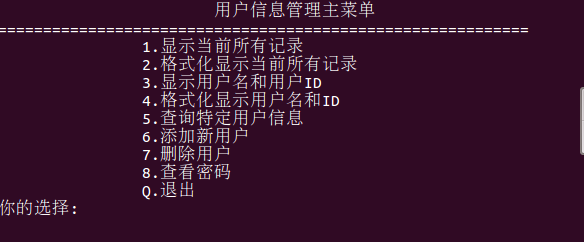 用户信息管理主菜单
============================================================
1.显示当前所有记录
2.格式化显示当前所有记录
3.显示用户名和用户ID
4.格式化显示用户名和ID
5.查询特定用户信息
6.添加新用户
7.删除用户
8.查看密码
Q.退出
你的选择: